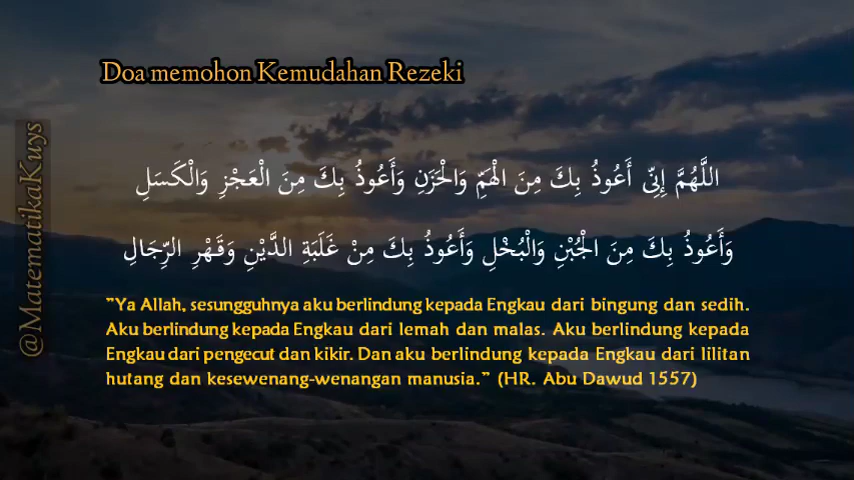 Doa memohon Kemudahan Rezeki
@MatematikaKuys
اللَّهُمَّ إِنِّى أَعُوذُ بِكَ مِنَ الْهَمِّ وَالْحَزَنِ وَأَعُوذُ بِكَ مِنَ الْعَجْزِ وَالْكَسَلِ
وَأَعُوذُ بِكَ مِنَ الْجُبْنِ وَالْبُخْلِ وَأَعُوذُ بِكَ مِنْ غَلَبَةِ الدَّيْنِ وَقَهْرِ الرِّجَالِ
"Ya Allah, sesungguhnya aku berlindung kepada Engkau dari bingung dan sedih.
Aku berlindung kepada Engkau dari lemah dan malas. Aku berlindung kepada
Engkau dari pengecut dan kikir. Dan aku berlindung kepada Engkau dari lilitan
hutang dan kesewenang-wenangan manusia." (HR. Abu Dawud 1557)